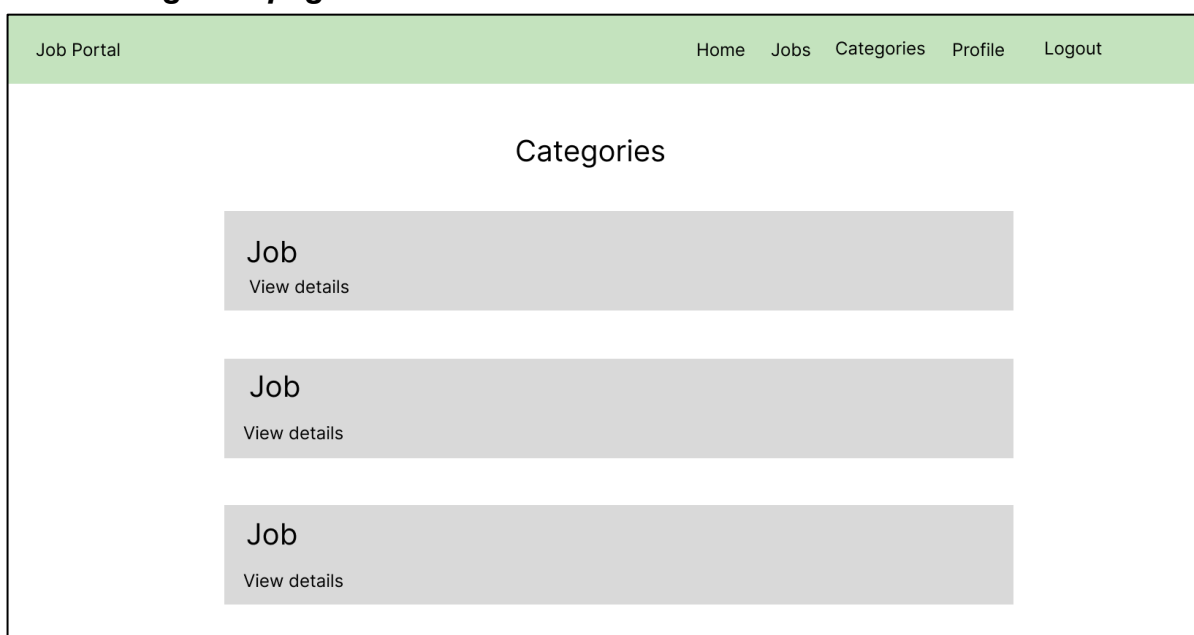 Job Portal Home Jobs Categories Profile Logout
Categories
Job
View details
Job
View details
Job
View details